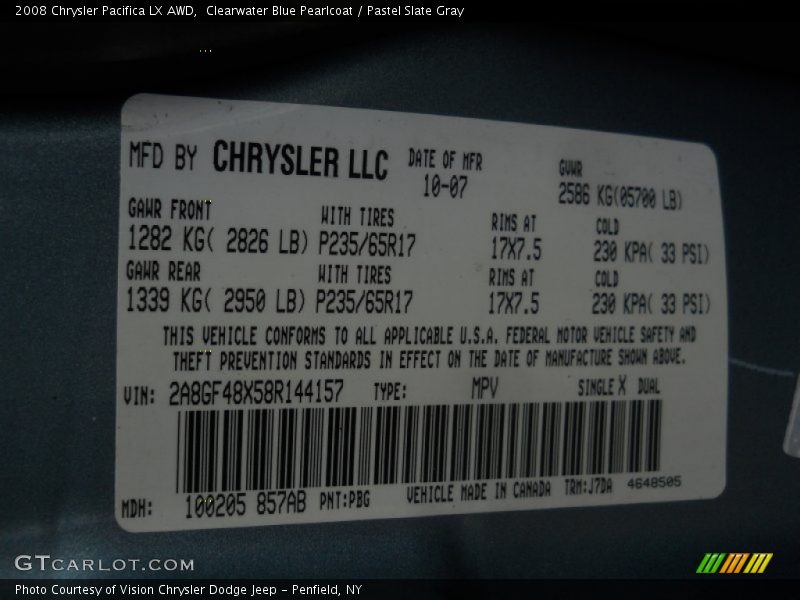 2008 Chrysler Pacifica LX AWD,  Clearwater Blue Pearlcoat / Pastel Slate Gray
MFD BY CHRYSLER LLC DATE OF MFR GVWR
10-07 2586 KG(05700 LB)
GAWR FRONT WITH TIRES RIMS AT COLD
1282 KG( 2826 LB) P235/65R17 17X7.5 230 KPA( 33 PSI)
GAWR REAR WITH TIRES RIMS AT COLD
1339 KG( 2950 LB) P235/65R17 17X7.5 230 KPA( 33 PSI)
THIS VEHICLE CONFORMS TO ALL APPLICABLE U.S.A. FEDERAL MOTOR VEHICLE SAFETY AND
THEFT PREVENTION STANDARDS IN EFFECT ON THE DATE OF MANUFACTURE SHOWN ABOVE.
VIN: 2A8GF48X58R144157 TYPE: MPV SINGLE X DUAL
MDH: 100205 857AB PNT:PBG VEHICLE MADE IN CANADA TRM:J7DA 4648505
GTCARLOT.COM
Photo Courtesy of Vision Chrysler Dodge Jeep - Penfield, NY